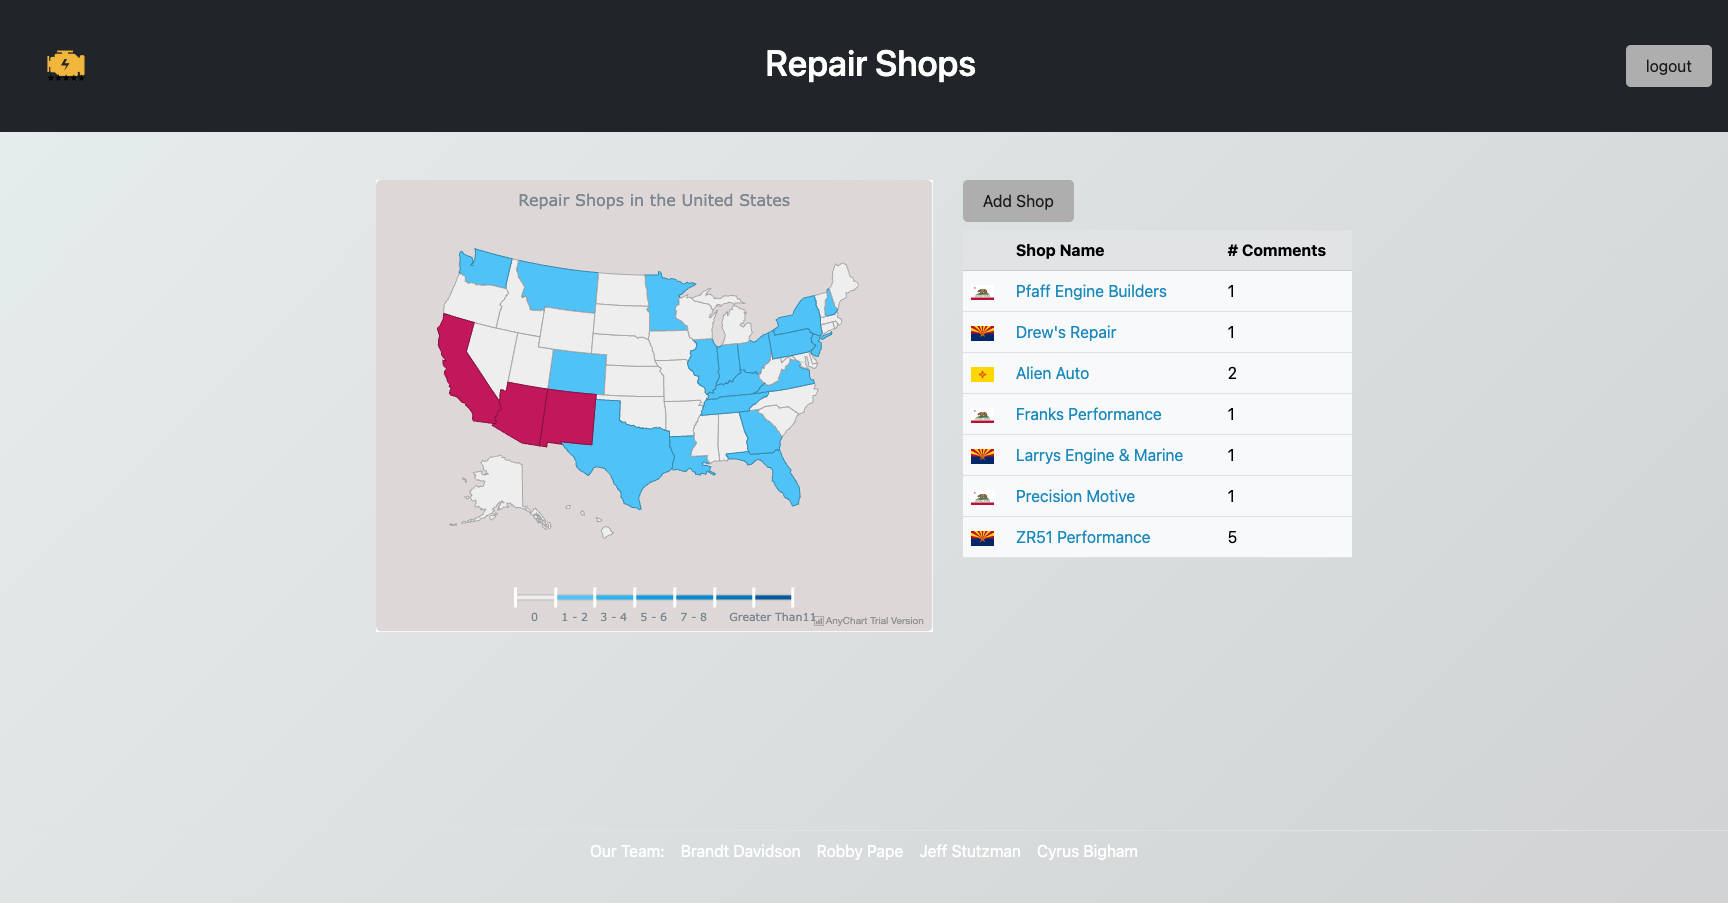 Repair Shops
logout
Repair Shops in the United States
0 1 - 2 3 - 4 5 - 6 7 - 8 Greater Than11
AnyChart Trial Version
Add Shop
Shop Name # Comments
Pfaff Engine Builders 1
Drew's Repair 1
Alien Auto 2
Franks Performance 1
Larrys Engine & Marine 1
Precision Motive 1
ZR51 Performance 5
Our Team: Brandt Davidson Robby Pape Jeff Stutzman Cyrus Bigham